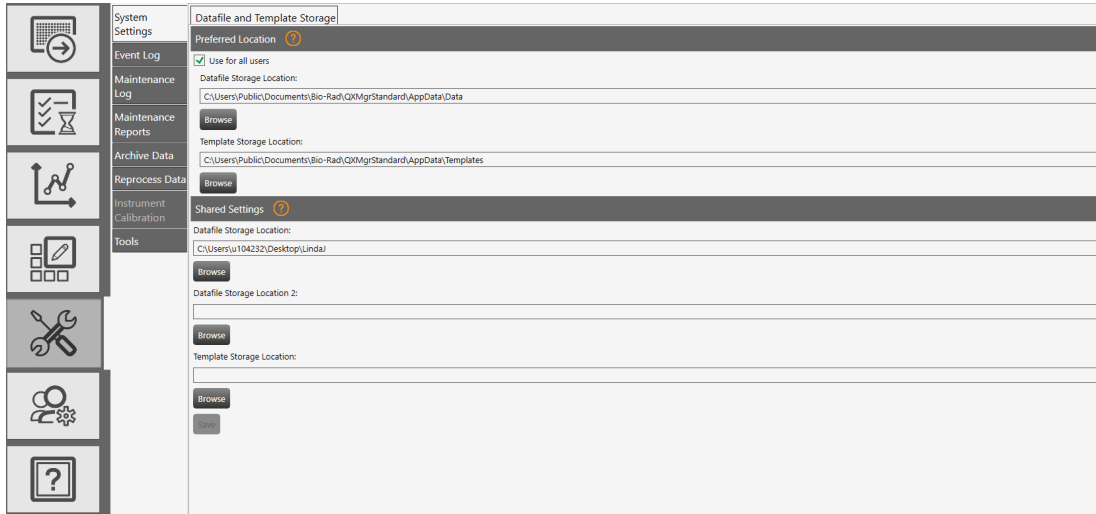 System
Settings
Event Log
Maintenance
Log
Maintenance
Reports
Archive Data
Reprocess Data
Instrument
Calibration
Tools
Datafile and Template Storage
Preferred Location ?
Use for all users
Datafile Storage Location:
C:\Users\Public\Documents\Bio-Rad\QXMgrStandard\AppData\Data
Browse
Template Storage Location:
C:\Users\Public\Documents\Bio-Rad\QXMgrStandard\AppData\Templates
Browse
Shared Settings ?
Datafile Storage Location:
C:\Users\u104232\Desktop\LindaJ
Browse
Datafile Storage Location 2:
Browse
Template Storage Location:
Browse
Save
?